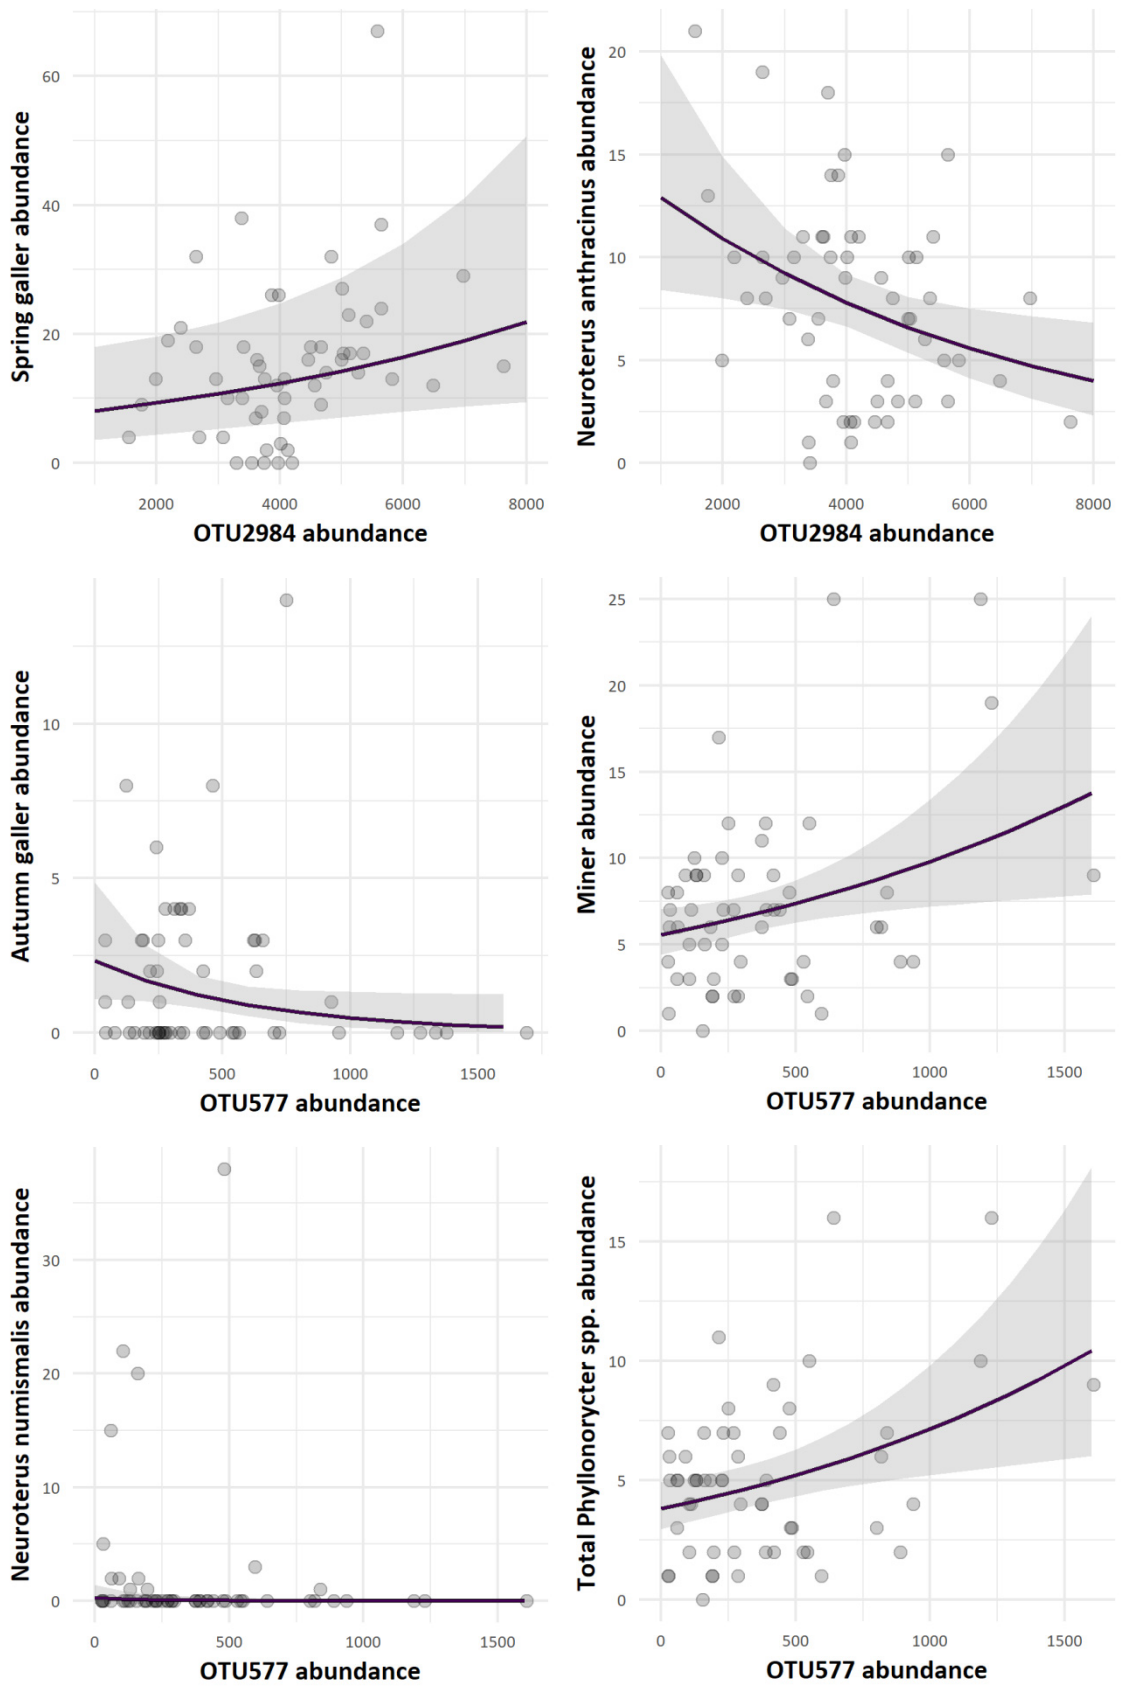 Spring galler abundance
60
40
20
0
2000 4000 6000 8000
OTU2984 abundance
Neuroterus anthracinus abundance
20
15
10
5
0
2000 4000 6000 8000
OTU2984 abundance
Autumn galler abundance
10
5
0
0 500 1000 1500
OTU577 abundance
Miner abundance
25
20
15
10
5
0
0 500 1000 1500
OTU577 abundance
Neuroterus numismalis abundance
30
20
10
0
0 500 1000 1500
OTU577 abundance
Total Phyllonorycter spp. abundance
15
10
5
0
0 500 1000 1500
OTU577 abundance